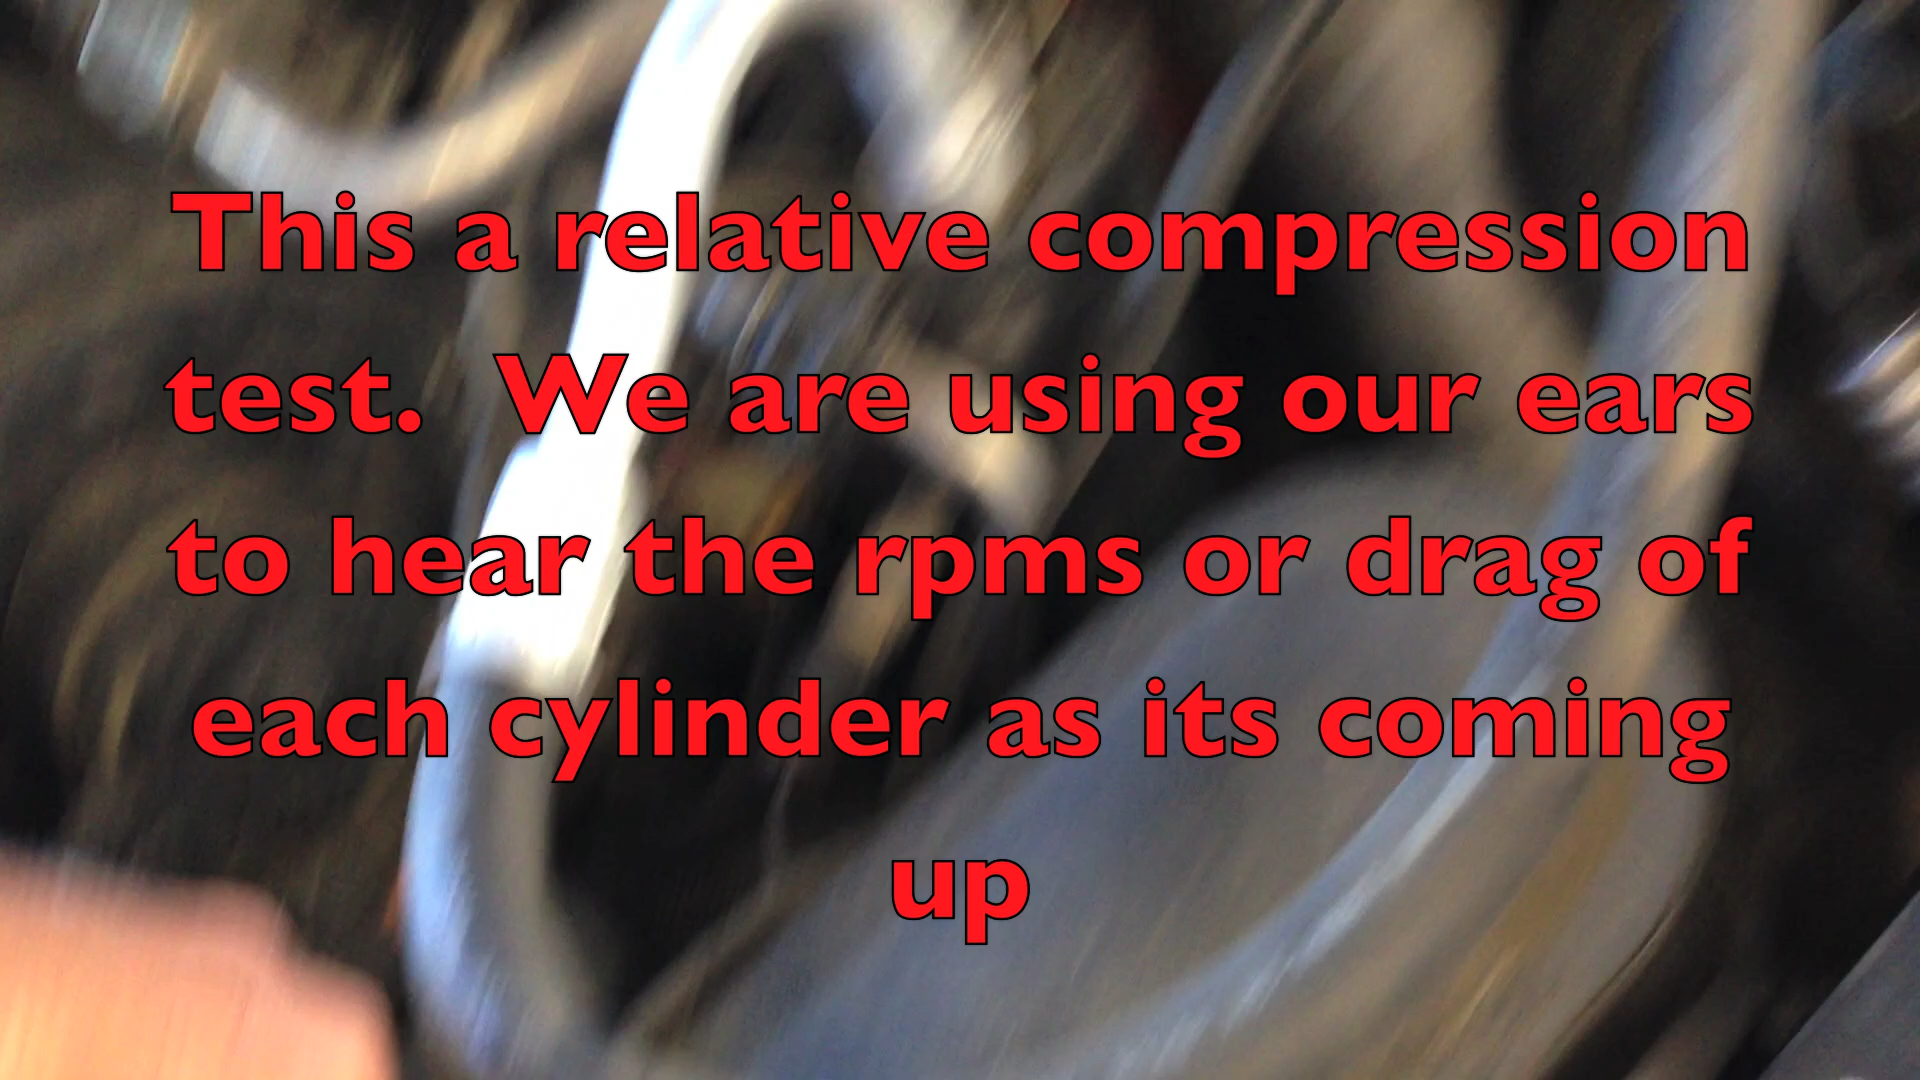 This a relative compression
test.  We are using our ears
to hear the rpms or drag of
each cylinder as its coming
up